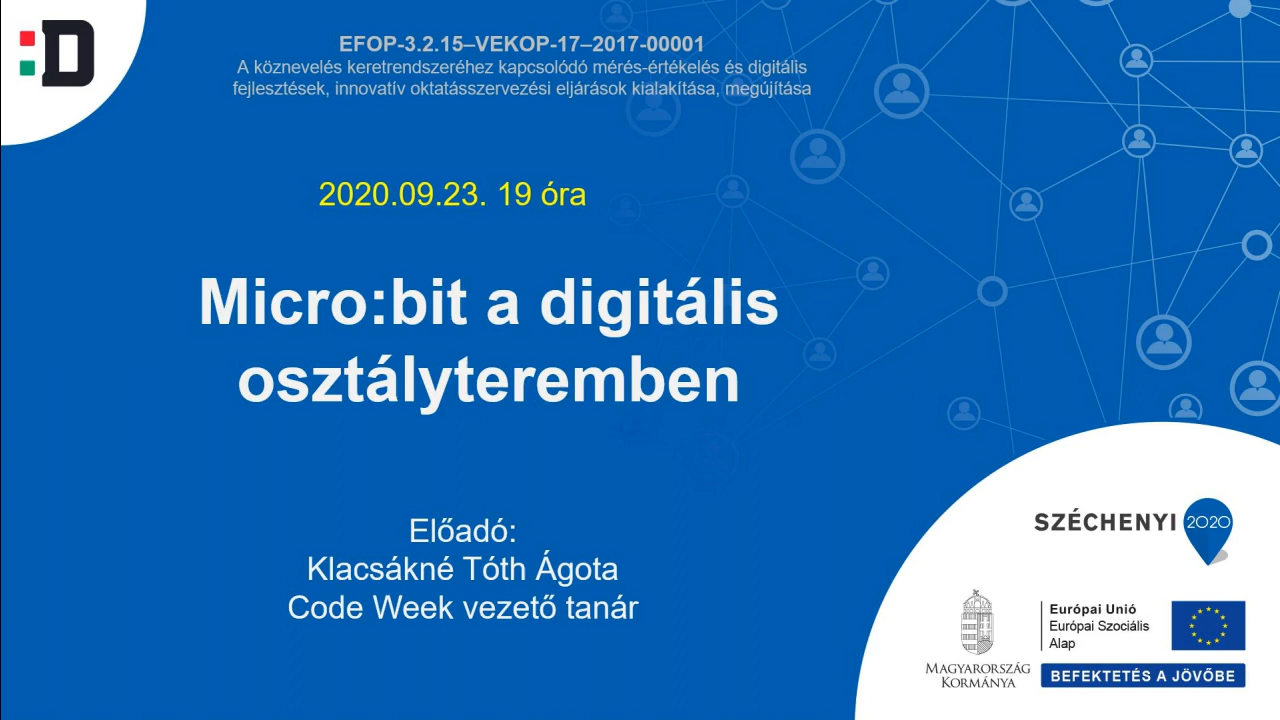 :D
EFOP-3.2.15–VEKOP-17–2017-00001
A köznevelés keretrendszeréhez kapcsolódó mérés-értékelés és digitális
fejlesztések, innovatív oktatásszervezési eljárások kialakítása, megújítása
2020.09.23. 19 óra
Micro:bit a digitális
osztályteremben
Előadó:
Klacsákné Tóth Ágota
Code Week vezető tanár
SZÉCHENYI 2020
Európai Unió
Európai Szociális
Alap
MAGYARORSZÁG
KORMÁNYA
BEFEKTETÉS A JÖVŐBE